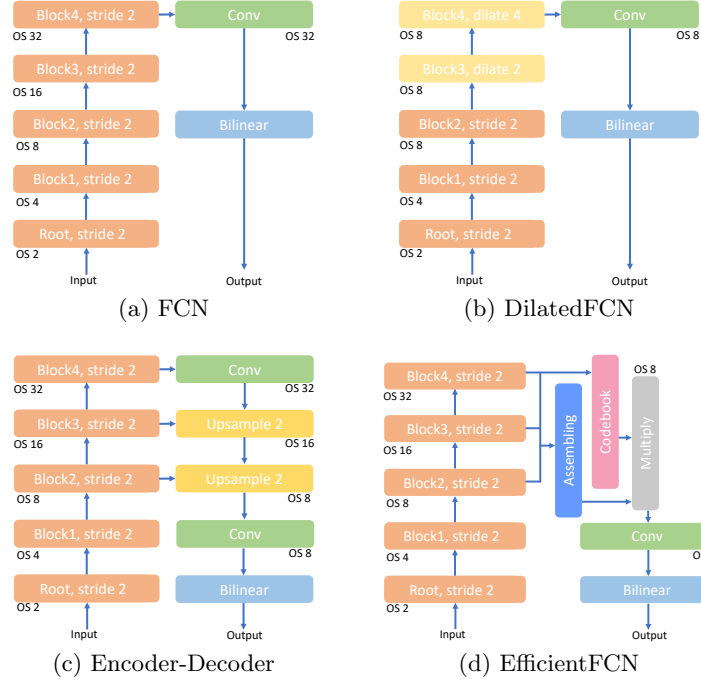 Block4, stride 2
Conv
OS 32
OS 32
Block3, stride 2
OS 16
Block2, stride 2
Bilinear
OS 8
Block1, stride 2
OS 4
Root, stride 2
OS 2
Input
Output
(a) FCN
Block4, dilate 4
Conv
OS 8
OS 8
Block3, dilate 2
OS 8
Block2, stride 2
Bilinear
OS 8
Block1, stride 2
OS 4
Root, stride 2
OS 2
Input
Output
(b) DilatedFCN
Block4, stride 2
Conv
OS 32
OS 32
Block3, stride 2
Upsample 2
OS 16
OS 16
Block2, stride 2
Upsample 2
OS 8
OS 8
Block1, stride 2
Conv
OS 4
OS 8
Root, stride 2
Bilinear
OS 2
Input
Output
(c) Encoder-Decoder
Block4, stride 2
OS 32
Block3, stride 2
OS 16
Block2, stride 2
OS 8
Block1, stride 2
OS 4
Root, stride 2
OS 2
Input
Assembling
Codebook
OS 8
Multiply
Conv
O
Bilinear
Output
(d) EfficientFCN